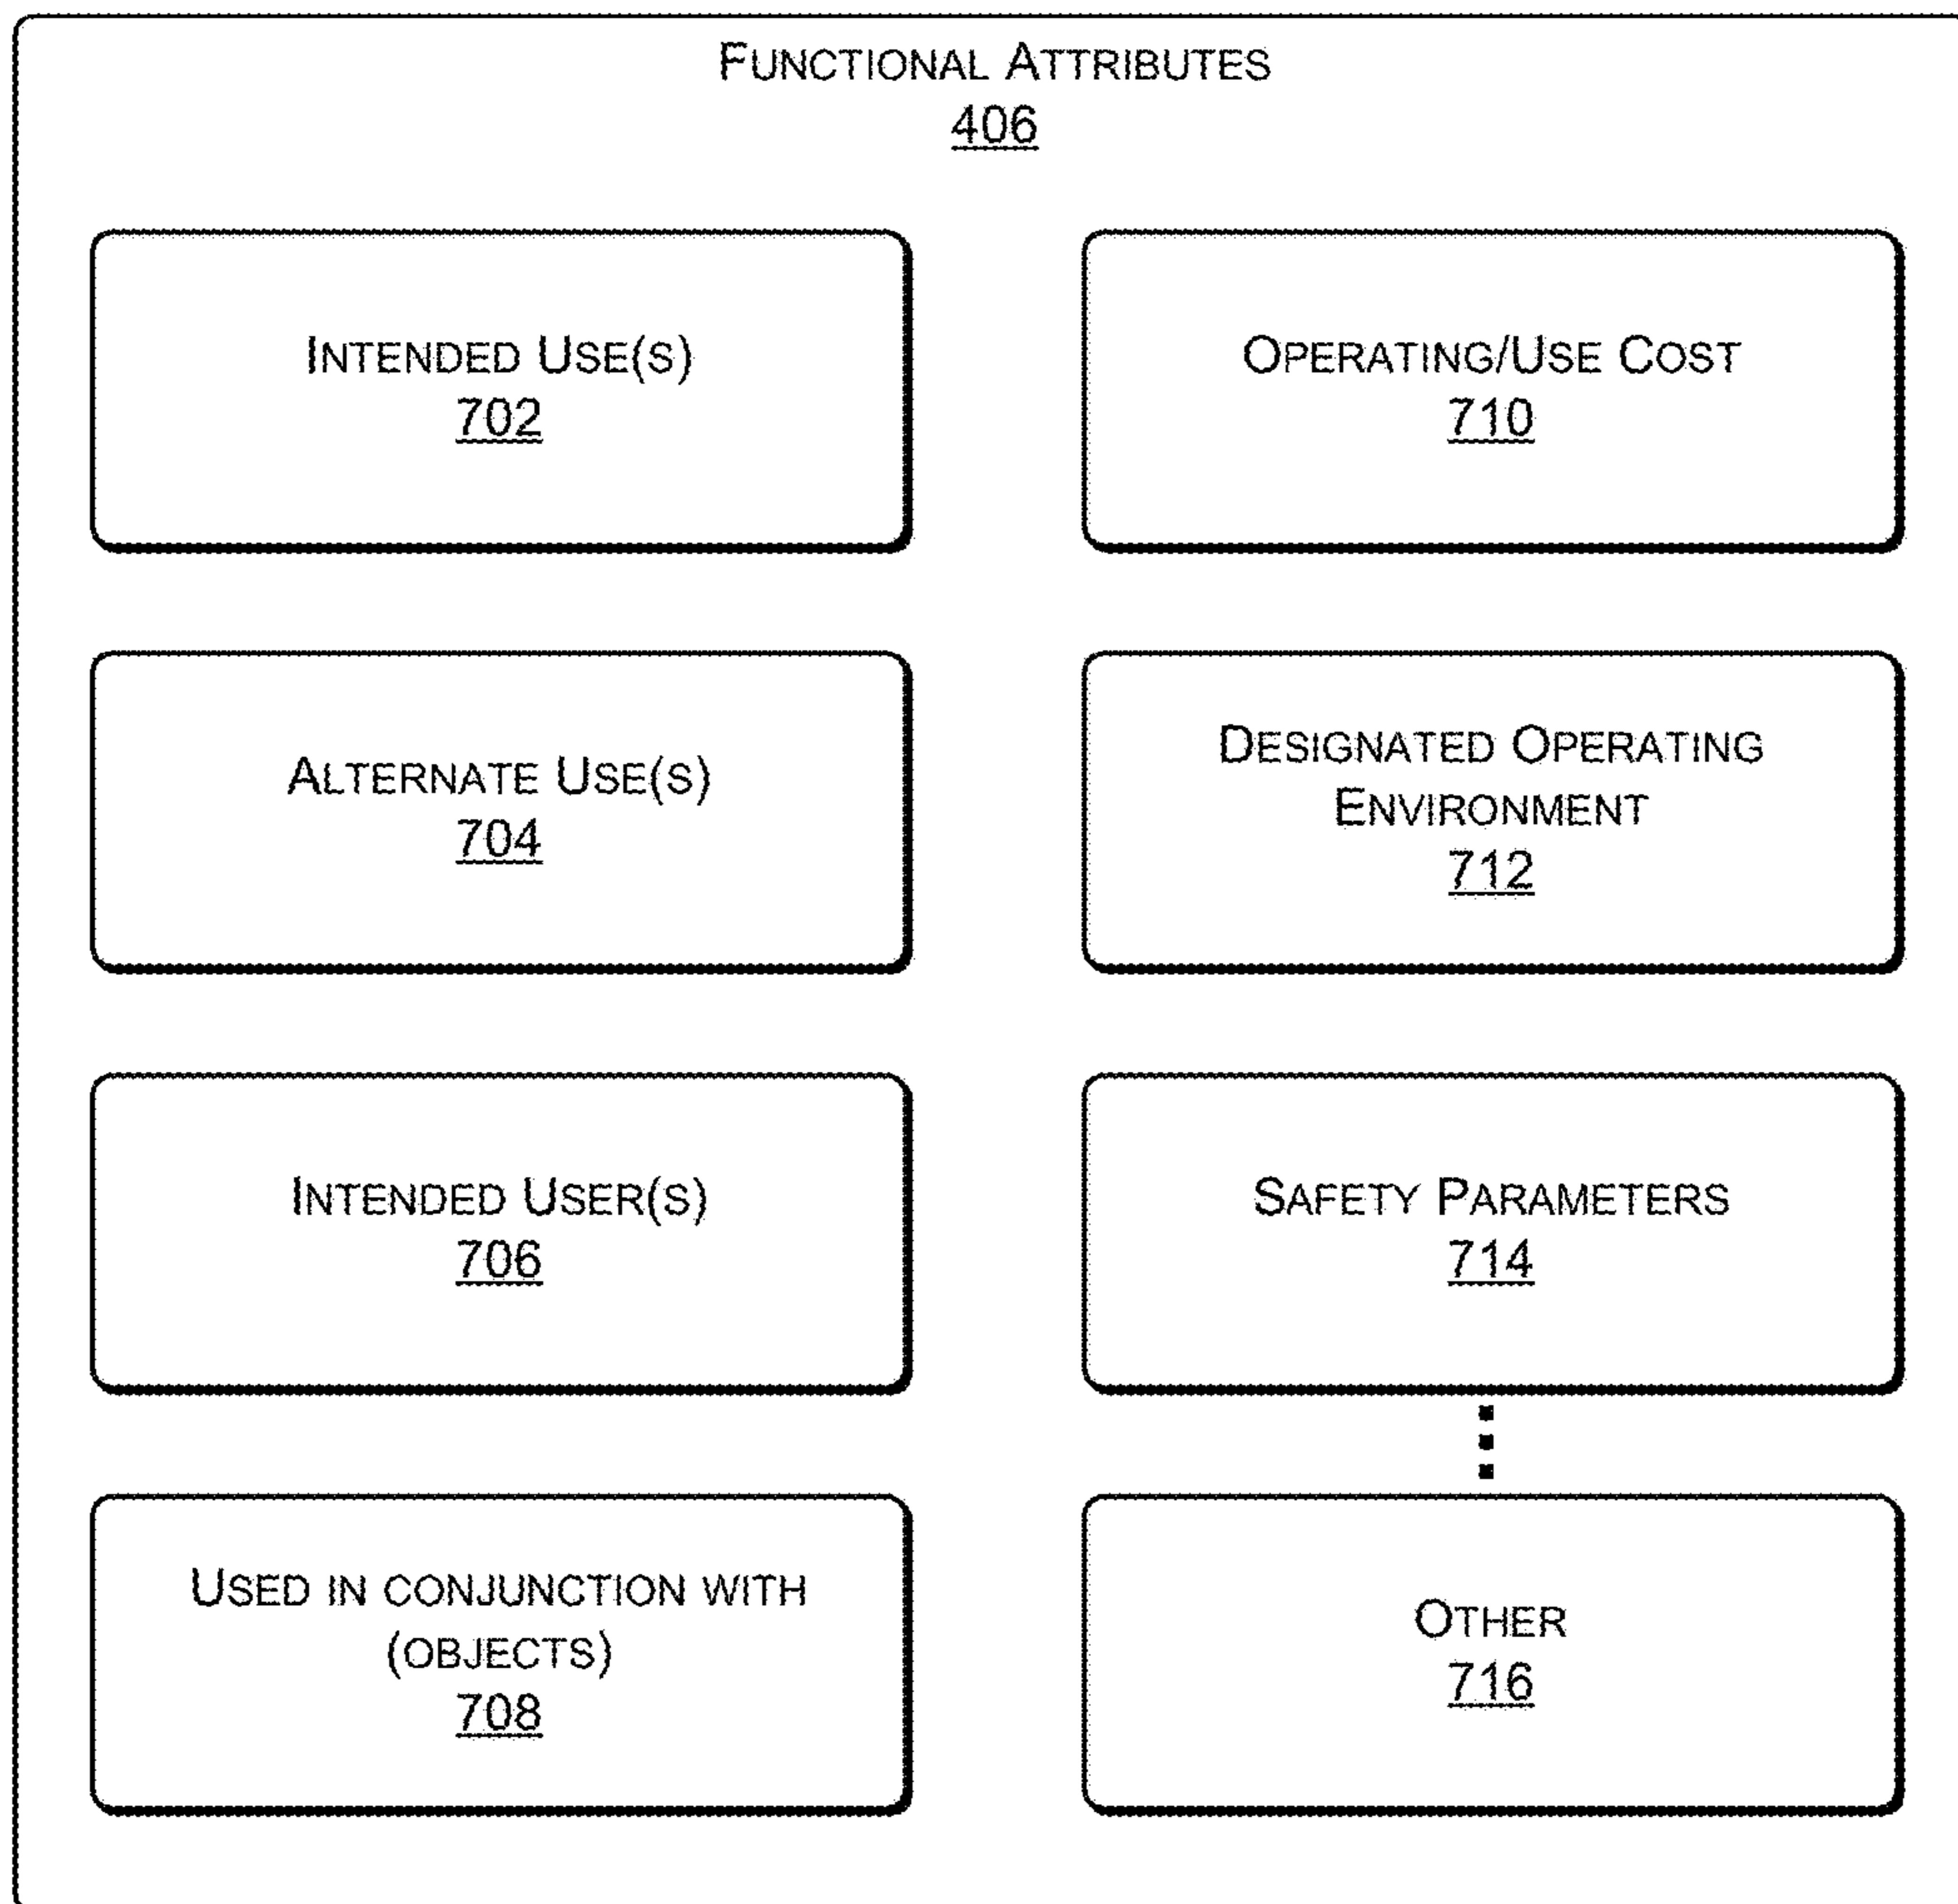 FUNCTIONAL ATTRIBUTES
406
INTENDED USE(S)
702
ALTERNATE USE(S)
704
INTENDED USER(S)
706
USED IN CONJUNCTION WITH
(OBJECTS)
708
OPERATING/USE COST
710
DESIGNATED OPERATING
ENVIRONMENT
712
SAFETY PARAMETERS
714
OTHER
716